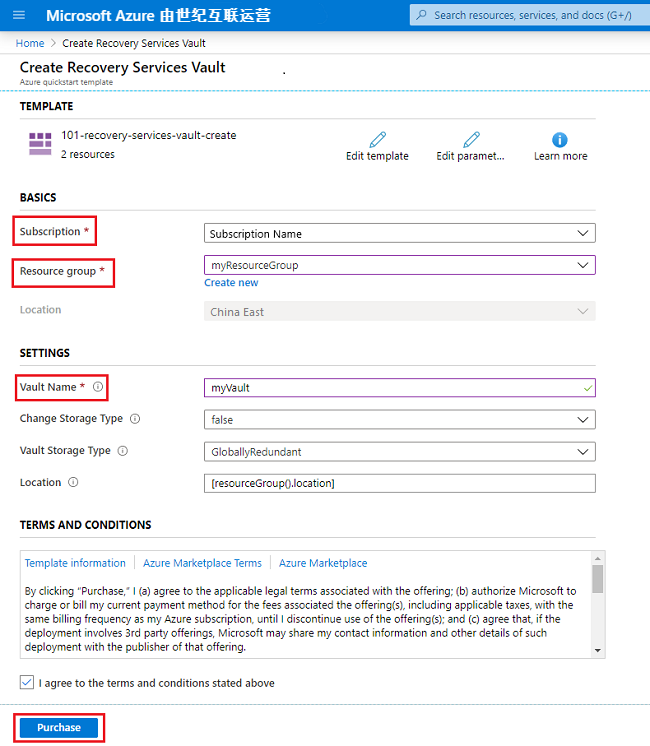 Microsoft Azure 由世纪互联运营
Search resources, services, and docs (G+/)
Home > Create Recovery Services Vault
Create Recovery Services Vault
Azure quickstart template
TEMPLATE
101-recovery-services-vault-create
2 resources
Edit template
Edit paramet...
Learn more
BASICS
Subscription *
Subscription Name
Resource group *
myResourceGroup
Create new
Location
China East
SETTINGS
Vault Name *
myVault
Change Storage Type
false
Vault Storage Type
GloballyRedundant
Location
[resourceGroup().location]
TERMS AND CONDITIONS
Template information | Azure Marketplace Terms | Azure Marketplace
By clicking “Purchase,” I (a) agree to the applicable legal terms associated with the offering; (b) authorize Microsoft to
charge or bill my current payment method for the fees associated the offering(s), including applicable taxes, with the
same billing frequency as my Azure subscription, until I discontinue use of the offering(s); and (c) agree that, if the
deployment involves 3rd party offerings, Microsoft may share my contact information and other details of such
deployment with the publisher of that offering.
I agree to the terms and conditions stated above
Purchase